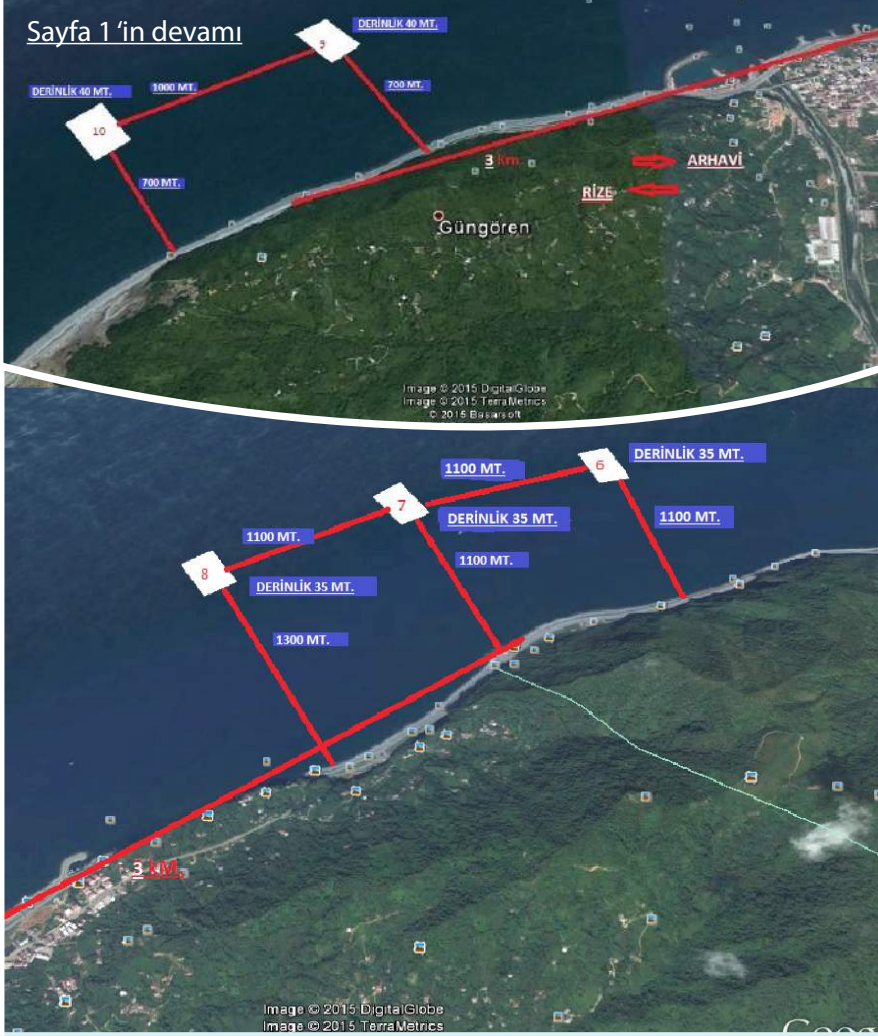 Sayfa 1 ‘in devamı
DERİNLİK 40 MT.
9
1000 MT.
DERİNLİK 40 MT.
700 MT.
10
3 Km.
ARHAVİ
700 MT.
RİZE
Güngören
Image © 2015 DigitalGlobe
Image © 2015 TerraMetrics
© 2015 Basarsoft
DERİNLİK 35 MT.
1100 MT.
6
7
DERİNLİK 35 MT.
1100 MT.
1100 MT.
1100 MT.
8
DERİNLİK 35 MT.
1300 MT.
3 KM.
Image © 2015 DigitalGlobe
Image © 2015 TerraMetrics